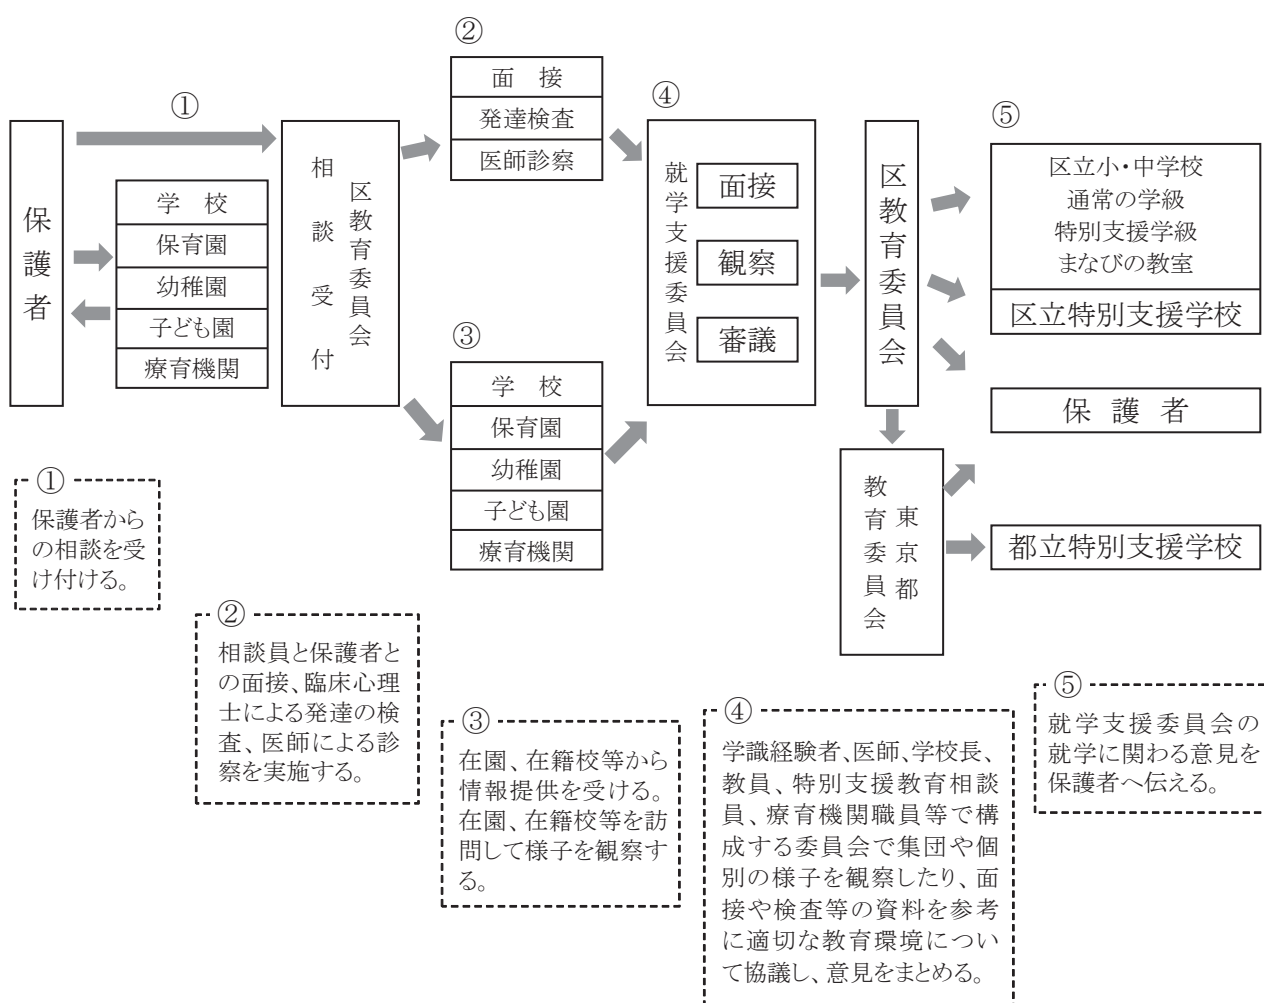 ①
保護者
学　校
保育園
幼稚園
子ども園
療育機関
区教育委員会
相談受付
②
面　接
発達検査
医師診察
③
学　校
保育園
幼稚園
子ども園
療育機関
④
就学支援委員会
面接
観察
審議
区教育委員会
東京都
教育委員会
⑤
区立小・中学校
通常の学級
特別支援学級
まなびの教室
区立特別支援学校
保　護　者
都立特別支援学校
①
保護者から
の相談を受
け付ける。
②
相談員と保護者と
の面接、臨床心理
士による発達の検
査、医師による診
察を実施する。
③
在園、在籍校等から
情報提供を受ける。
在園、在籍校等を訪
問して様子を観察す
る。
④
学識経験者、医師、学校長、
教員、特別支援教育相談
員、療育機関職員等で構
成する委員会で集団や個
別の様子を観察したり、面
接や検査等の資料を参考
に適切な教育環境につい
て協議し、意見をまとめる。
⑤
就学支援委員会の
就学に関わる意見を
保護者へ伝える。